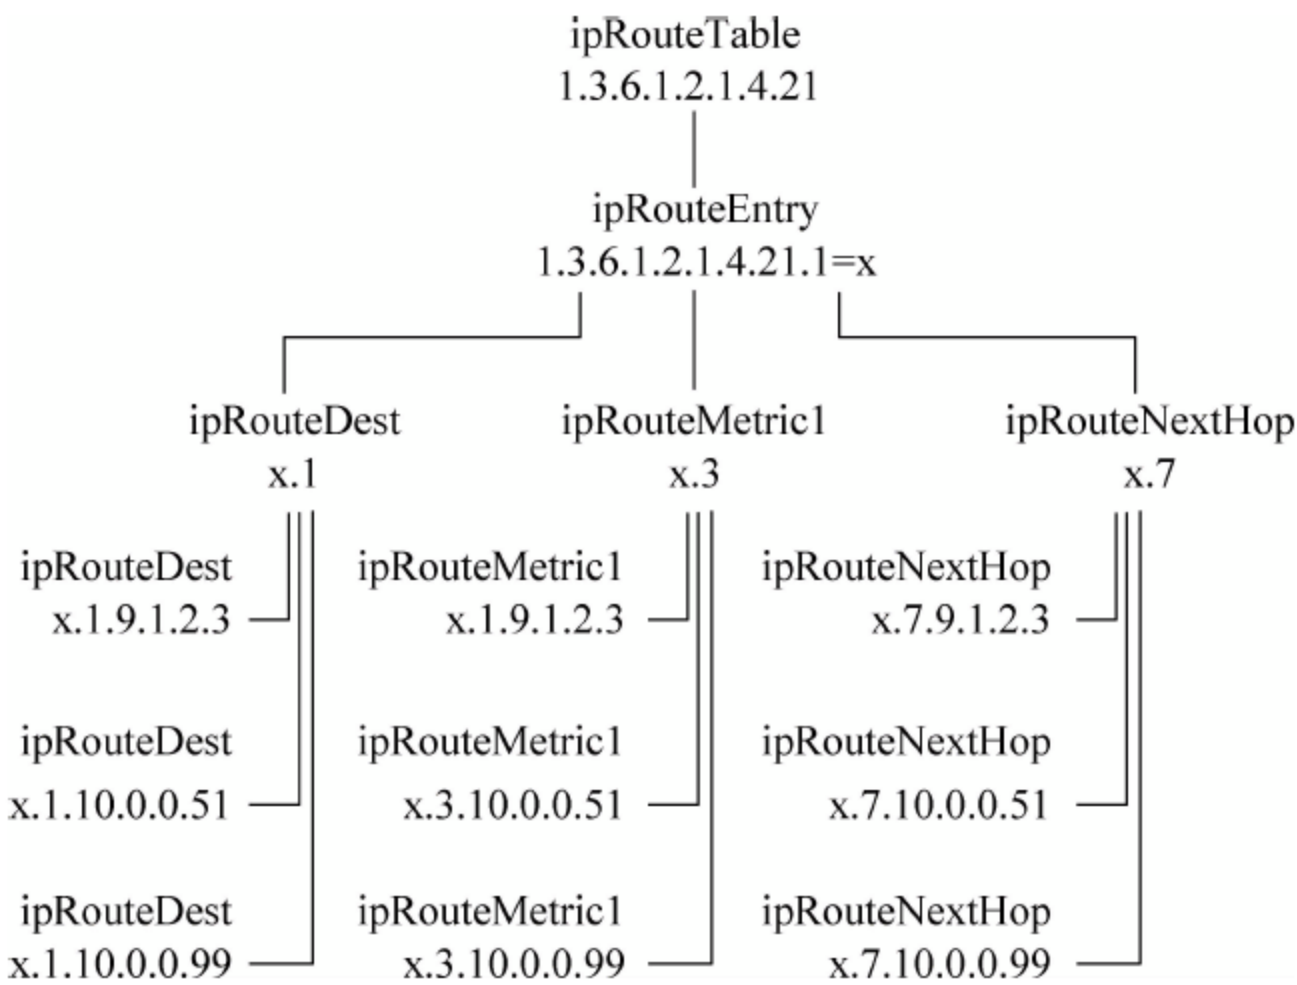 ipRouteTable
1.3.6.1.2.1.4.21
ipRouteEntry
1.3.6.1.2.1.4.21.1=x
ipRouteDest
x.1
ipRouteMetric1
x.3
ipRouteNextHop
x.7
ipRouteDest
x.1.9.1.2.3
ipRouteMetric1
x.1.9.1.2.3
ipRouteNextHop
x.7.9.1.2.3
ipRouteDest
x.1.10.0.0.51
ipRouteMetric1
x.3.10.0.0.51
ipRouteNextHop
x.7.10.0.0.51
ipRouteDest
x.1.10.0.0.99
ipRouteMetric1
x.3.10.0.0.99
ipRouteNextHop
x.7.10.0.0.99